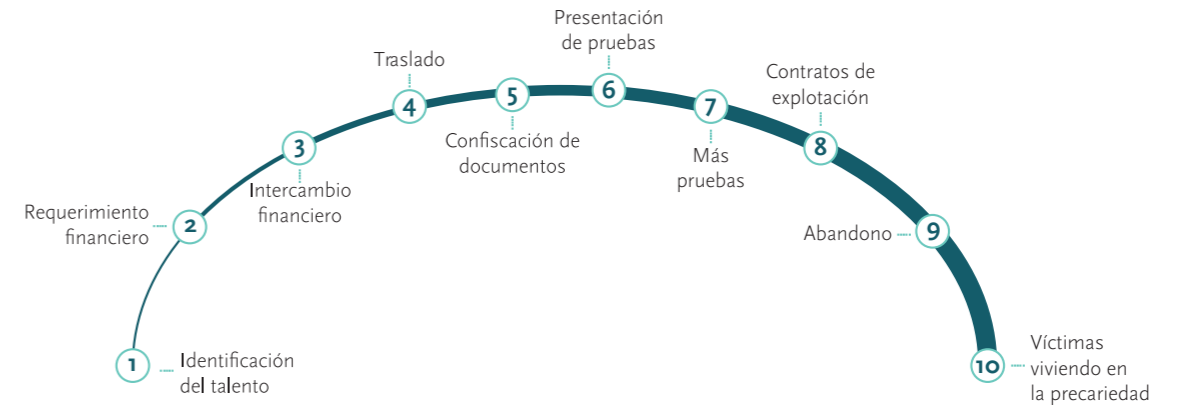 1
Identificación
del talento
2
Requerimiento
financiero
3
Intercambio
financiero
4
Traslado
5
Confiscación de
documentos
6
Presentación
de pruebas
7
Más
pruebas
8
Contratos de
explotación
9
Abandono
10
Víctimas
viviendo en
la precariedad